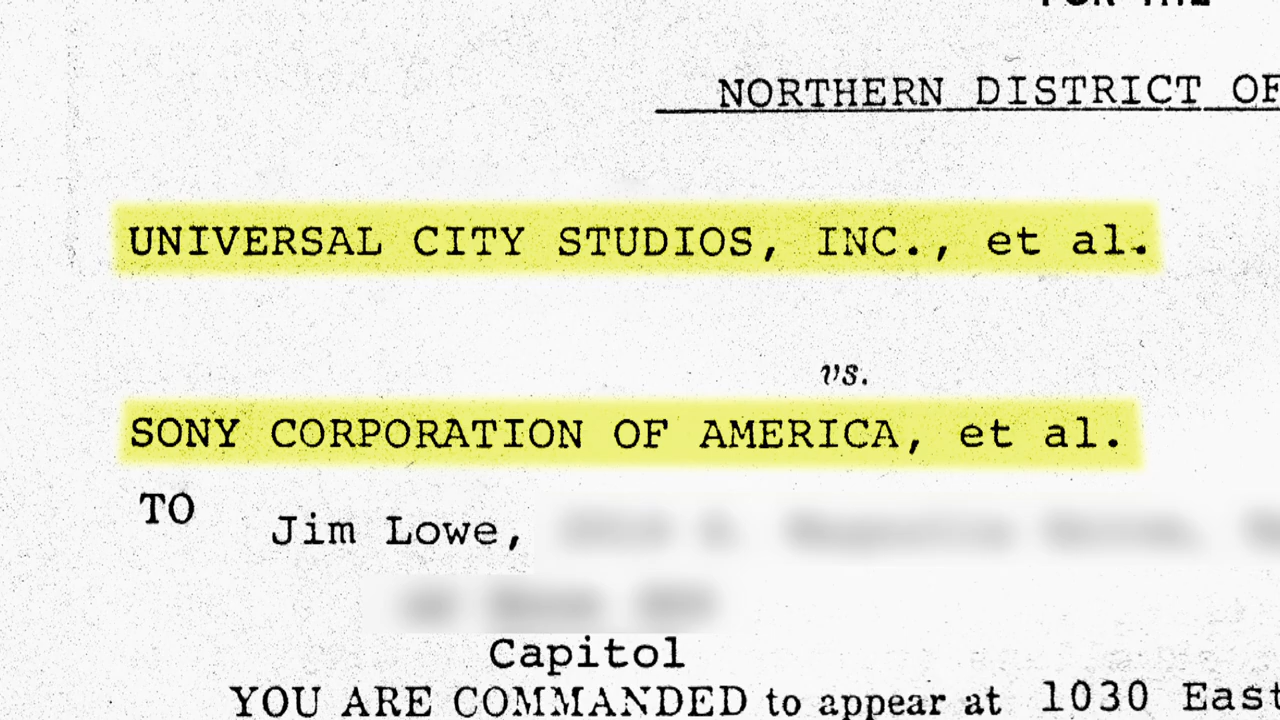 NORTHERN DISTRICT OF
UNIVERSAL CITY STUDIOS, INC., et al.
vs.
SONY CORPORATION OF AMERICA, et al.
TO
Jim Lowe,
Capitol
YOU ARE COMMANDED to appear at 1030 East